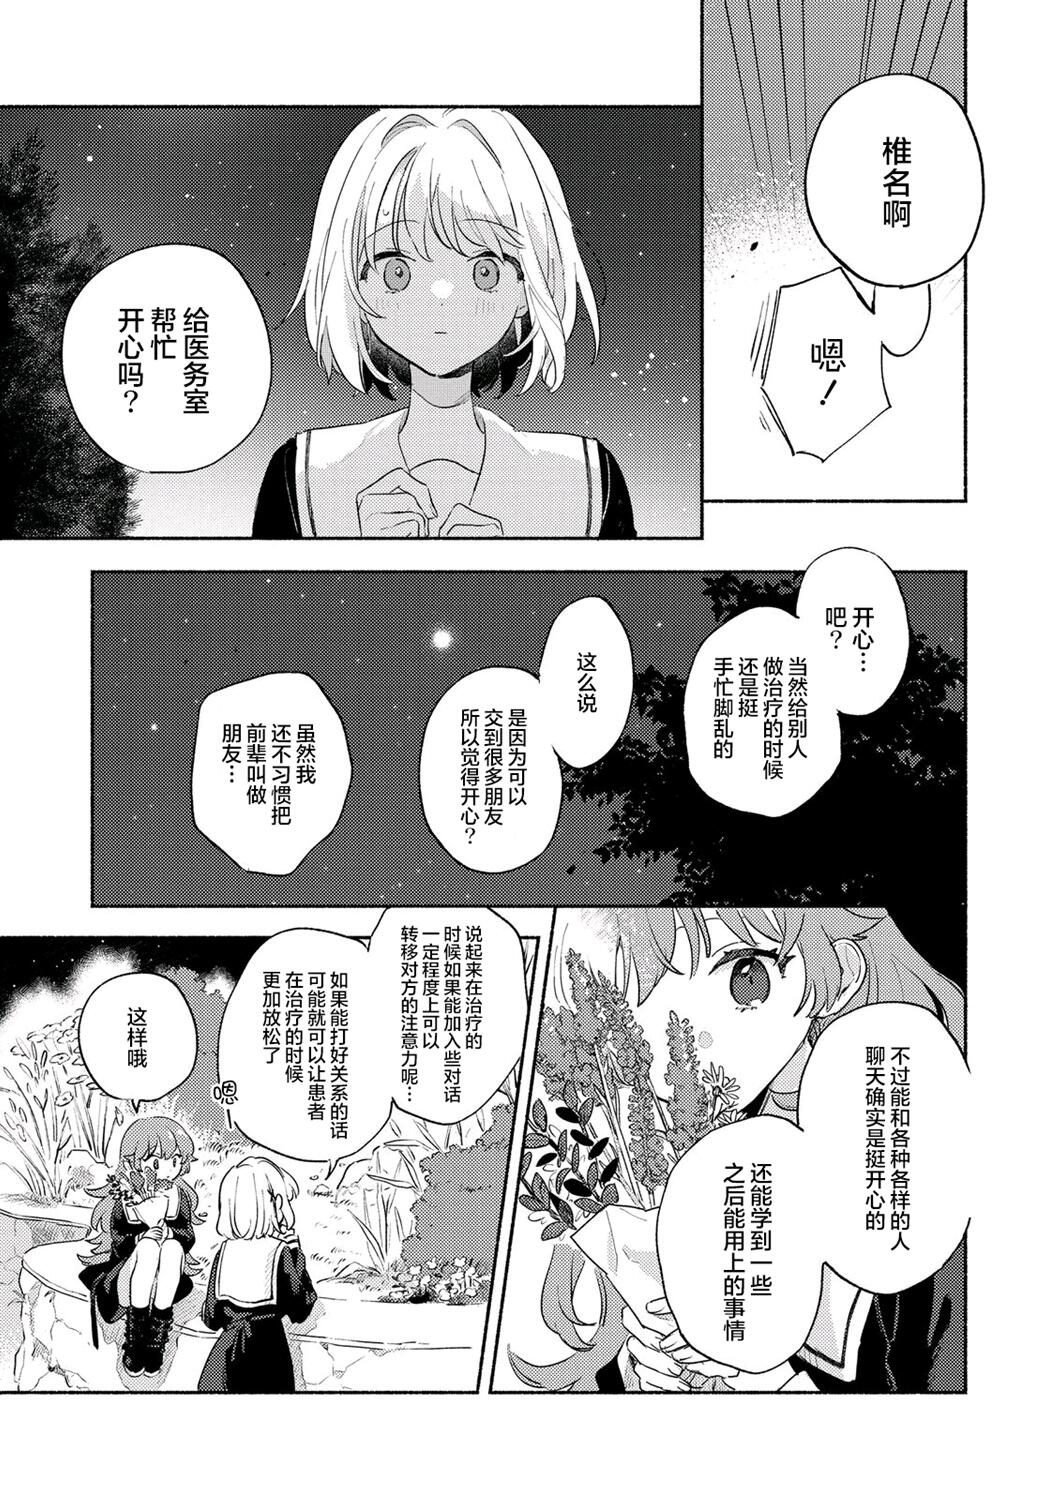 椎名啊
嗯！
给医务室
帮忙
开心吗？
开心…
吧？
当然给别人
做治疗的时候
还是挺
手忙脚乱的
这么说
是因为可以
交到很多朋友
所以觉得开心？
虽然我
还不习惯把
前辈叫做
朋友…
不过能和各种各样的人
聊天确实是挺开心的
还能学到一些
之后能用上的事情
说起来在治疗的
时候如果能加入些对话
一定程度上可以
转移对方的注意力呢…
如果能打好关系的话
可能就可以让患者
在治疗的时候
更加放松了
嗯
这样哦